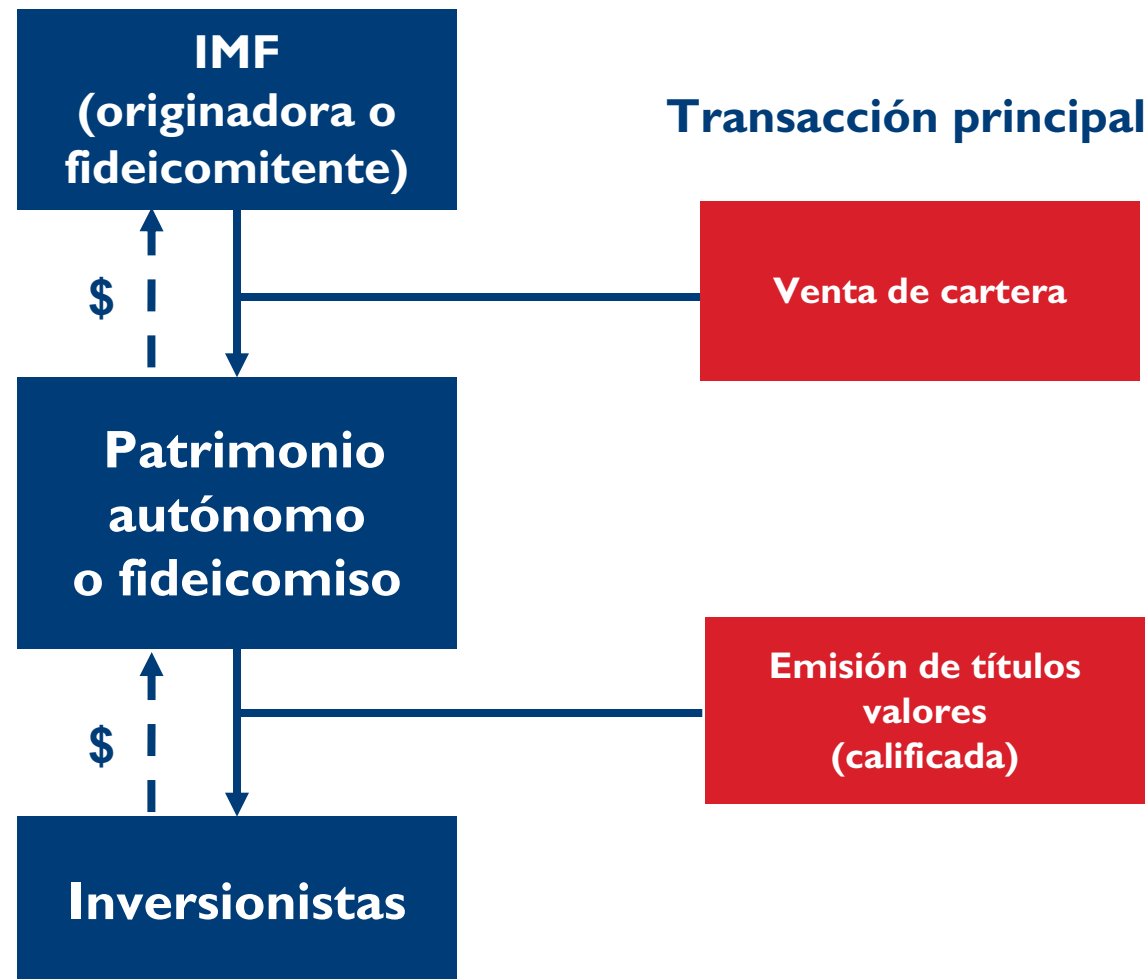 IMF
(originadora o
fideicomitente)
Transacción principal
Venta de cartera
$
Patrimonio
autónomo
o fideicomiso
Emisión de títulos
valores
(calificada)
$
Inversionistas